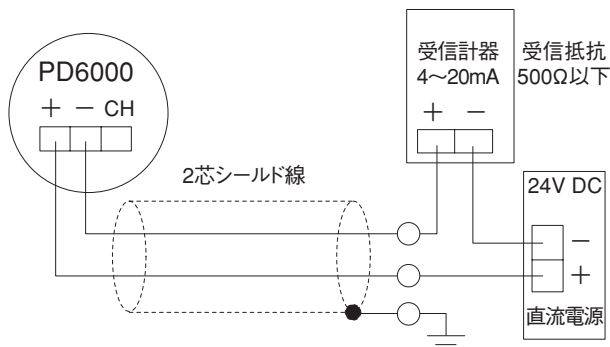 PD6000
+ − CH
受信計器
4〜20mA
+ −
受信抵抗
500Ω以下
2芯シールド線
24V DC
−
+
直流電源